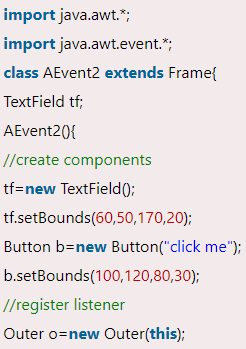 import java.awt.*;
import java.awt.event.*;
class AEvent2 extends Frame{
TextField tf;
AEvent2(){
//create components
tf=new TextField();
tf.setBounds(60,50,170,20);
Button b=new Button("click me");
b.setBounds(100,120,80,30);
//register listener
Outer o=new Outer(this);